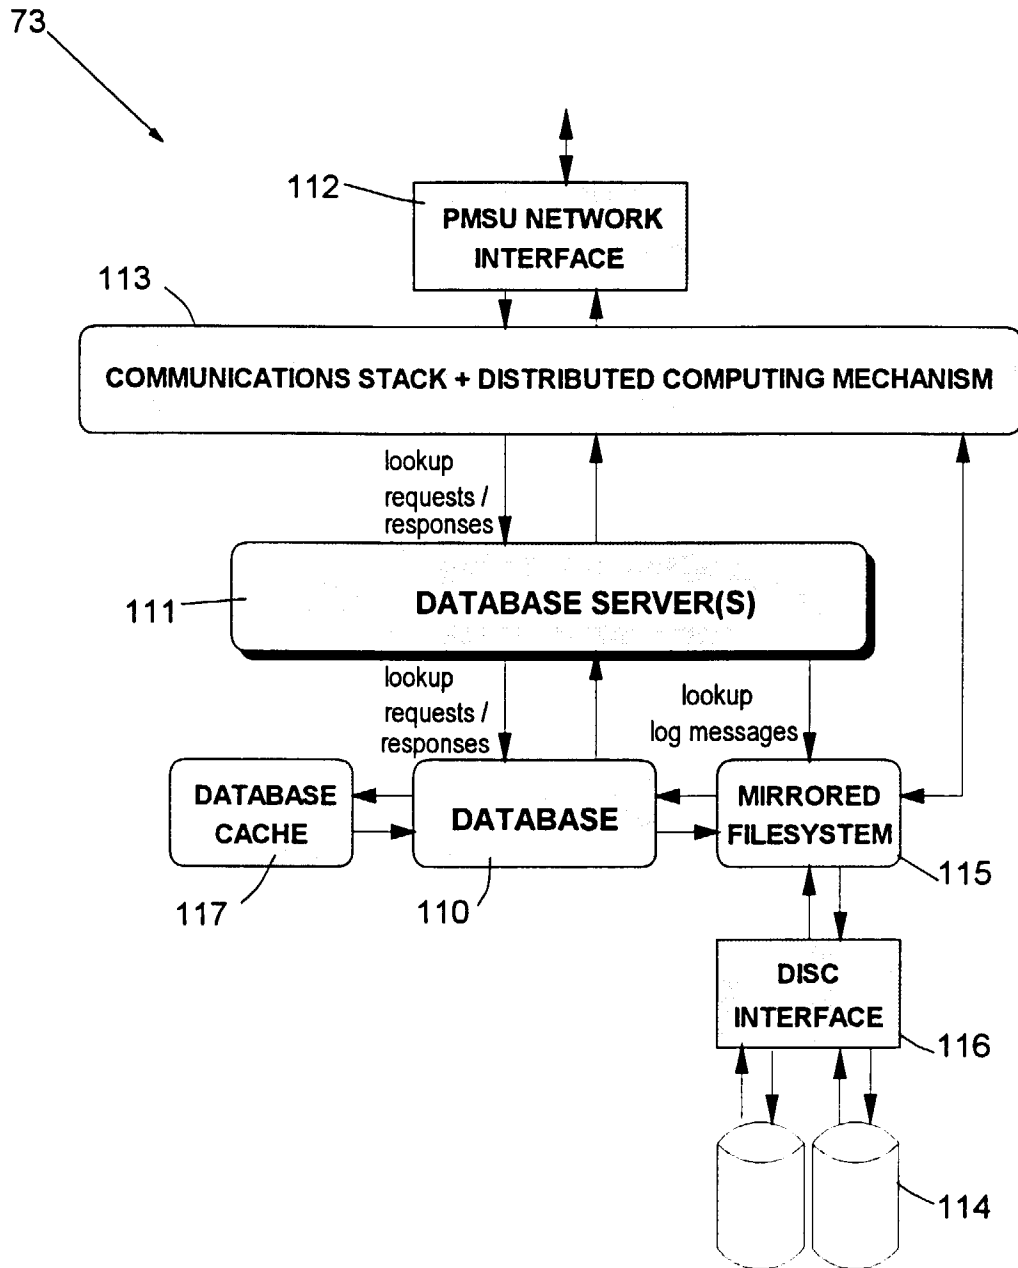 73
112
PMSU NETWORK
INTERFACE
113
COMMUNICATIONS STACK + DISTRIBUTED COMPUTING MECHANISM
lookup
requests /
responses
111
DATABASE SERVER(S)
lookup
requests /
responses
lookup
log messages
DATABASE
CACHE
DATABASE
MIRRORED
FILESYSTEM
117
110
115
DISC
INTERFACE
116
114